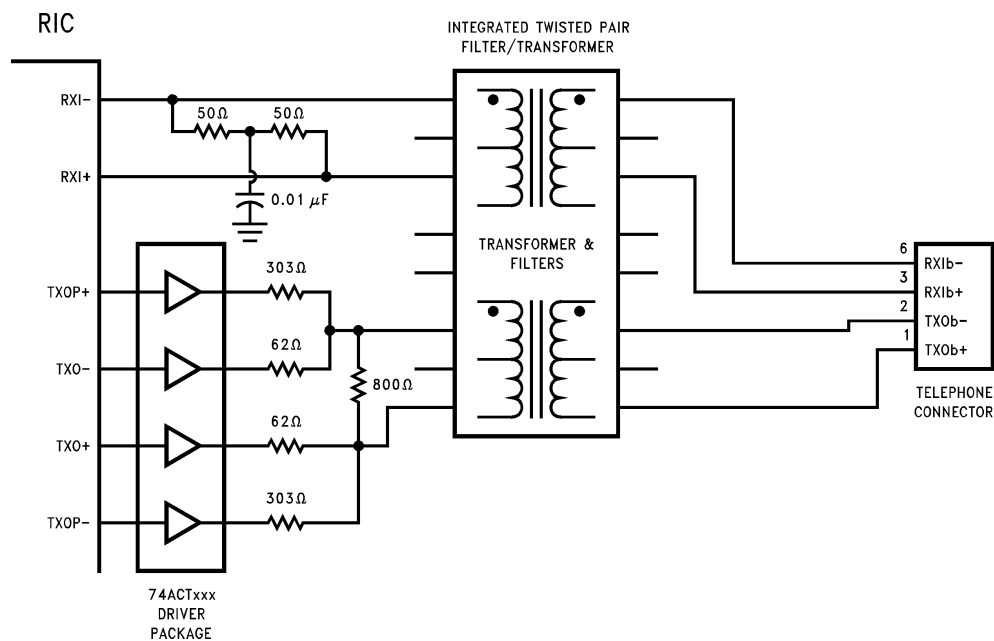 RIC
INTEGRATED TWISTED PAIR
FILTER/TRANSFORMER
RXI-
50Ω 50Ω
RXI+
0.01 μF
TRANSFORMER &
FILTERS
303Ω
TXOP+
62Ω
TXO-
800Ω
62Ω
TXO+
303Ω
TXOP-
74ACTxxx
DRIVER
PACKAGE
6 RXIb-
3 RXIb+
2 TXOb-
1 TXOb+
TELEPHONE
CONNECTOR